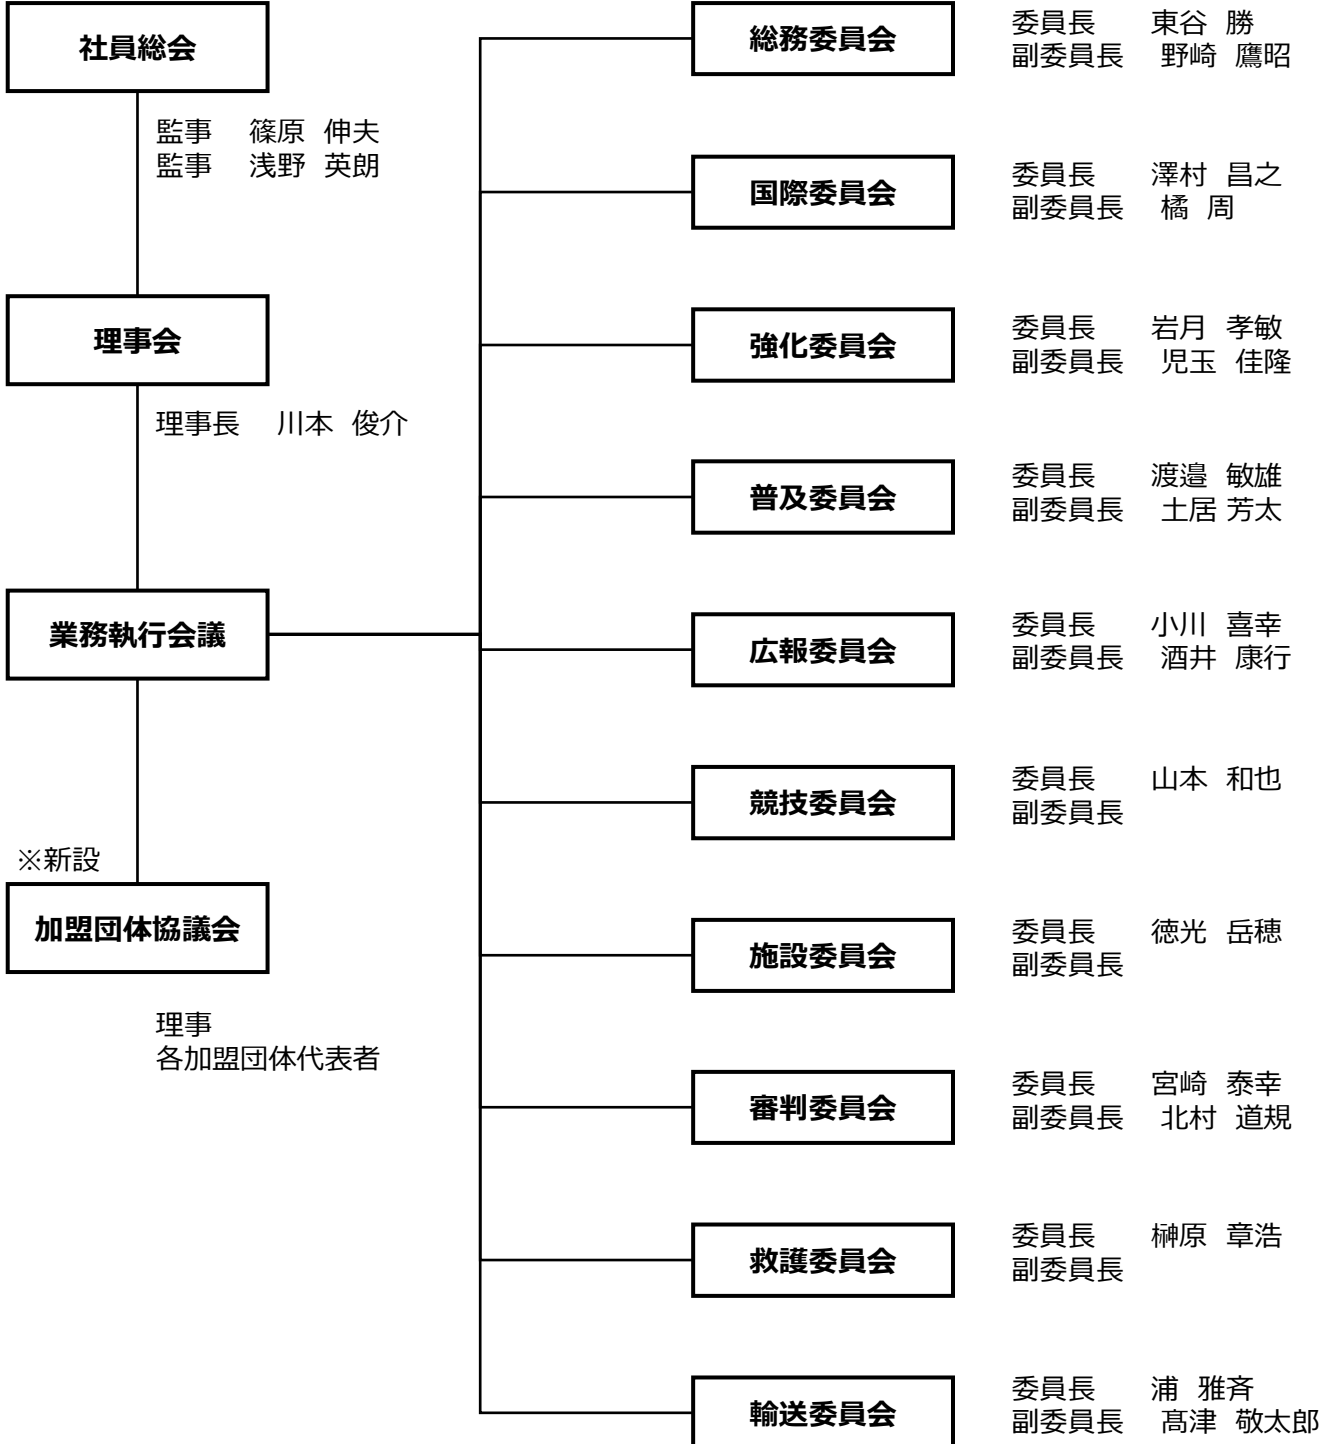 社員総会
監事 篠原 伸夫
監事 浅野 英朗
理事会
理事長 川本 俊介
業務執行会議
※新設
加盟団体協議会
理事
各加盟団体代表者
総務委員会
委員長 東谷 勝
副委員長 野崎 鷹昭
国際委員会
委員長 澤村 昌之
副委員長 橘 周
強化委員会
委員長 岩月 孝敏
副委員長 児玉 佳隆
普及委員会
委員長 渡邉 敏雄
副委員長 土居 芳太
広報委員会
委員長 小川 喜幸
副委員長 酒井 康行
競技委員会
委員長 山本 和也
副委員長
施設委員会
委員長 徳光 岳穂
副委員長
審判委員会
委員長 宮崎 泰幸
副委員長 北村 道規
救護委員会
委員長 榊原 章浩
副委員長
輸送委員会
委員長 浦 雅斉
副委員長 髙津 敬太郎